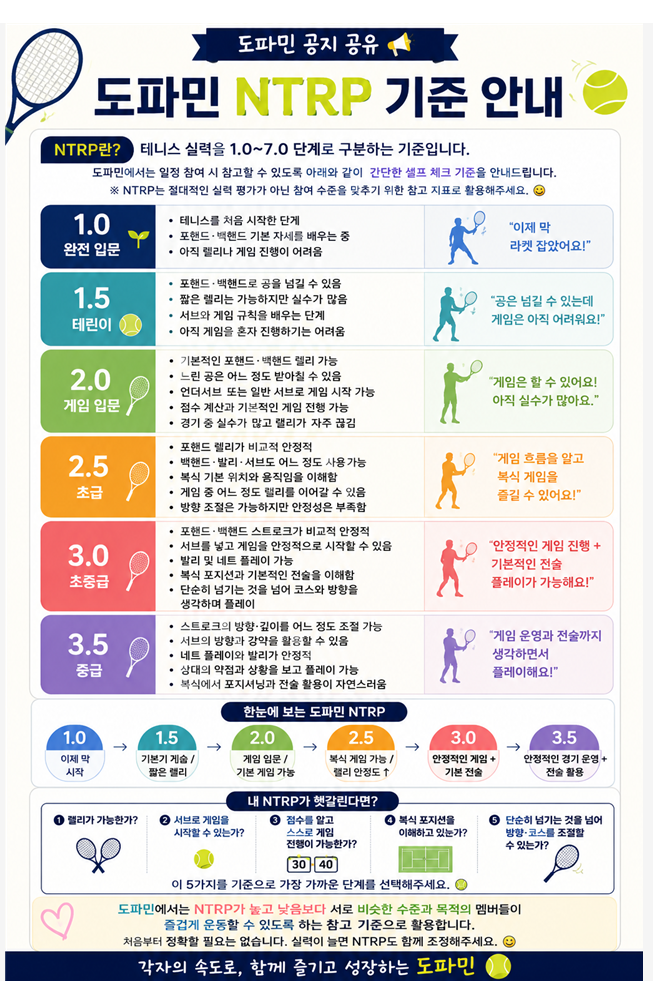 도파민 공지 공유
도파민 NTRP 기준 안내
NTRP란?
테니스 실력을 1.0~7.0 단계로 구분하는 기준입니다.
도파민에서는 일정 참여 시 참고할 수 있도록 아래와 같이 간단한 셀프 체크 기준을 안내드립니다.
※ NTRP는 절대적인 실력 평가가 아닌 참여 수준을 맞추기 위한 참고 지표로 활용해주세요.
1.0
완전 입문
• 테니스를 처음 시작한 단계
• 포핸드·백핸드 기본 자세를 배우는 중
• 아직 렐리나 게임 진행이 어려움
“이제 막
라켓 잡았어요!”
1.5
테린이
• 포핸드·백핸드로 공을 넘길 수 있음
• 짧은 렐리는 가능하지만 실수가 많음
• 서브와 게임 규칙을 배우는 단계
• 아직 게임을 혼자 진행하기는 어려움
“공은 넘길 수 있는데
게임은 아직 어려워요!”
2.0
게임 입문
• 기본적인 포핸드·백핸드 렐리 가능
• 느린 공은 어느 정도 받아칠 수 있음
• 언더서브 또는 일반 서브로 게임 시작 가능
• 점수 계산과 기본적인 게임 전행 가능
• 경기 중 실수가 많고 랠리가 자주 끊김
“게임은 할 수 있어요!
아직 실수가 많아요.”
2.5
초급
• 포핸드 렐리가 비교적 안정적
• 백핸드·발리·서브도 어느 정도 사용가능
• 복식 기본 위치와 움직임을 이해함
• 게임 중 어느 정도 렐리를 이어갈 수 있음
• 방향 조절은 가능하지만 안정성은 부족함
“게임 흐름을 알고
복식 게임을
즐길 수 있어요!”
3.0
초중급
• 포핸드·백핸드 스트로크가 비교적 안정적
• 서브를 넣고 게임을 안정적으로 시작할 수 있음
• 발리 및 네트 플레이 가능
• 복식 포지션과 기본적인 전술을 이해함
• 단순히 넘기는 것을 넘어 코스와 방향을
생각하며 플레이
“안정적인 게임 진행 +
기본적인 전술
플레이가 가능해요!”
3.5
중급
• 스트로크의 방향·깊이를 어느 정도 조절 가능
• 서브의 방향과 강약을 활용할 수 있음
• 네트 플레이와 발리가 안정적
• 상대의 약점과 상황을 보고 플레이 가능
• 복식에서 포지셔닝과 전술 활용이 자연스러움
“게임 운영과 전술까지
생각하면서
플레이해요!”
한눈에 보는 도파민 NTRP
1.0 → 1.5 → 2.0 → 2.5 → 3.0 → 3.5
이제 막
시작
기본기 게술 /
짧은 렐리
게임 입문 /
기본 게임 가능
복식 게임 가능 /
랠리 안정도 ↑
안정적인 게임 +
기본 전술
안정적인 경기 운영 +
전술 활용
내 NTRP가 헷갈린다면?
1 랠리가 가능한가?
2 서브로 게임을
시작할 수 있는가?
3 점수를 알고
스스로 게임
전행이 가능한가?
30 40
4 복식 포지션을
이해하고 있눈가?
5 단순히 넘기는 것을 넘어
방향·코스를 조절할
수 있는가?
이 5가지를 기준으로 가장 가까운 단계를 선택해주세요.
도파민에서는 NTRP가 높고 낮음보다 서로 비슷한 수준과 목적의 멤버들이
즐겁게 운동할 수 있도록 하는 참고 기준으로 활용합니다.
처음부터 정확할 필요는 없습니다. 실력이 늘면 NTRP도 함께 조정해주세요.
각자의 속도로, 함께 즐기고 성장하는 도파민